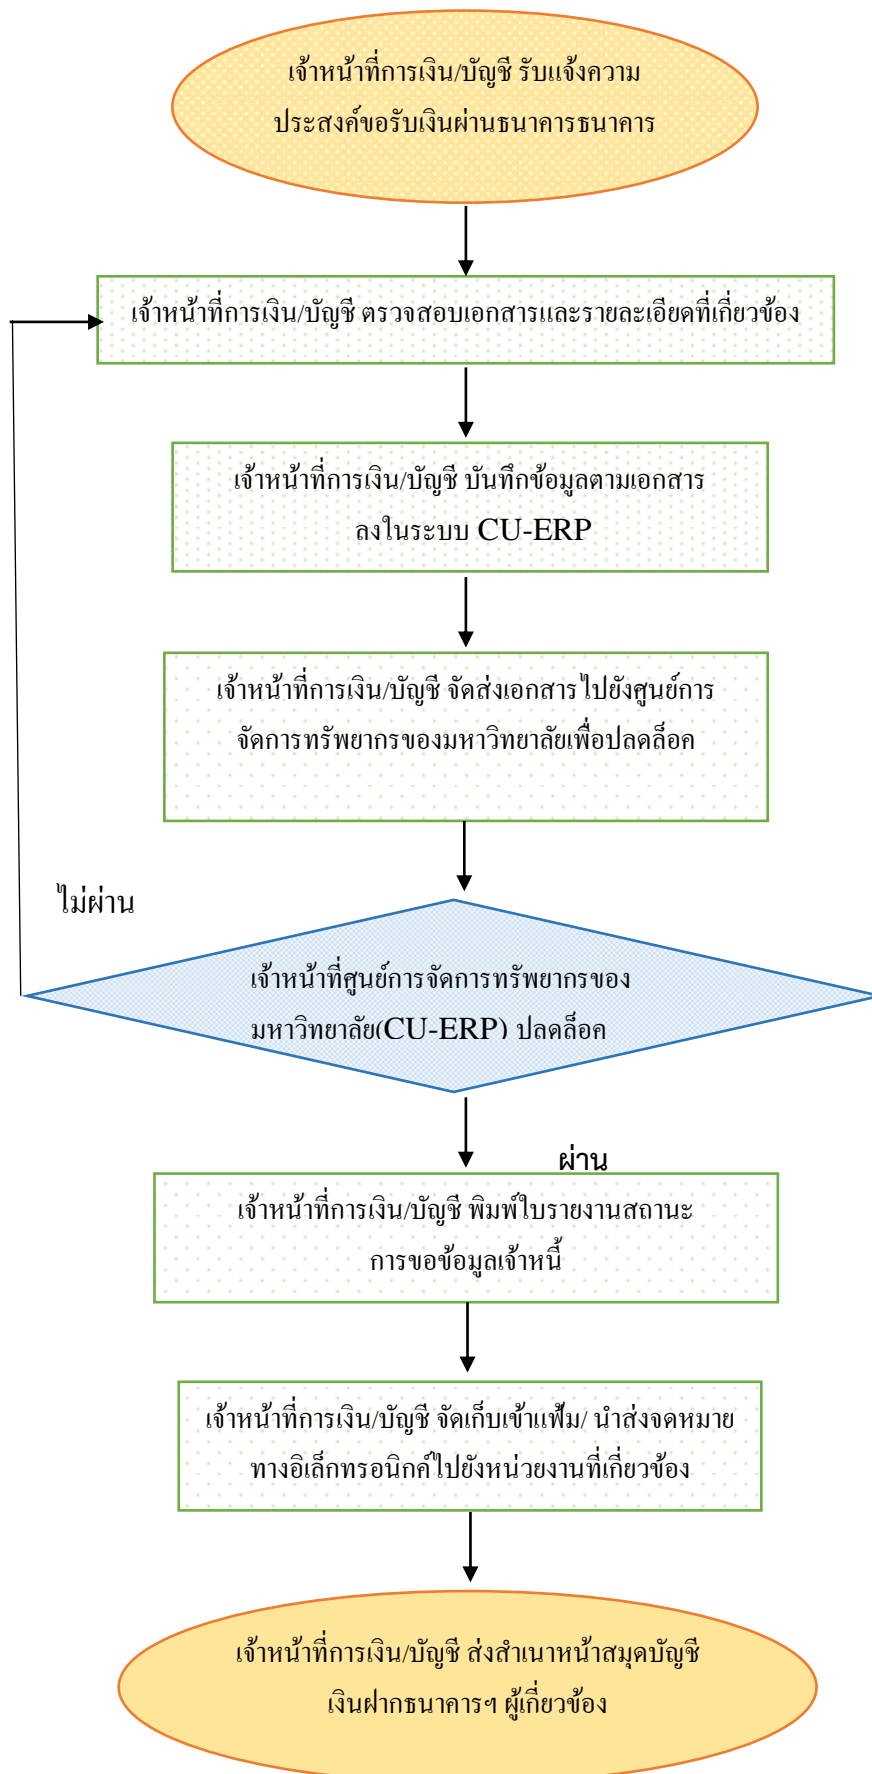 เจ้าหน้าที่การเงิน/บัญชี รับแจ้งความ
ประสงค์ขอรับเงินผ่านธนาคารธนาคาร
เจ้าหน้าที่การเงิน/บัญชี ตรวจสอบเอกสารและรายละเอียดที่เกี่ยวข้อง
เจ้าหน้าที่การเงิน/บัญชี บันทึกข้อมูลตามเอกสาร
ลงในระบบ CU-ERP
เจ้าหน้าที่การเงิน/บัญชี จัดส่งเอกสารไปยังศูนย์การ
จัดการทรัพยากรของมหาวิทยาลัยเพื่อปลดล็อค
ไม่ผ่าน
เจ้าหน้าที่ศูนย์การจัดการทรัพยากรของ
มหาวิทยาลัย(CU-ERP) ปลดล็อค
ผ่าน
เจ้าหน้าที่การเงิน/บัญชี พิมพ์ใบรายงานสถานะ
การขอข้อมูลเจ้าหนี้
เจ้าหน้าที่การเงิน/บัญชี จัดเก็บเข้าแฟ้ม/ นำส่งจดหมาย
ทางอิเล็กทรอนิกค์ไปยังหน่วยงานที่เกี่ยวข้อง
เจ้าหน้าที่การเงิน/บัญชี ส่งสำเนาหน้าสมุดบัญชี
เงินฝากธนาคารฯ ผู้เกี่ยวข้อง